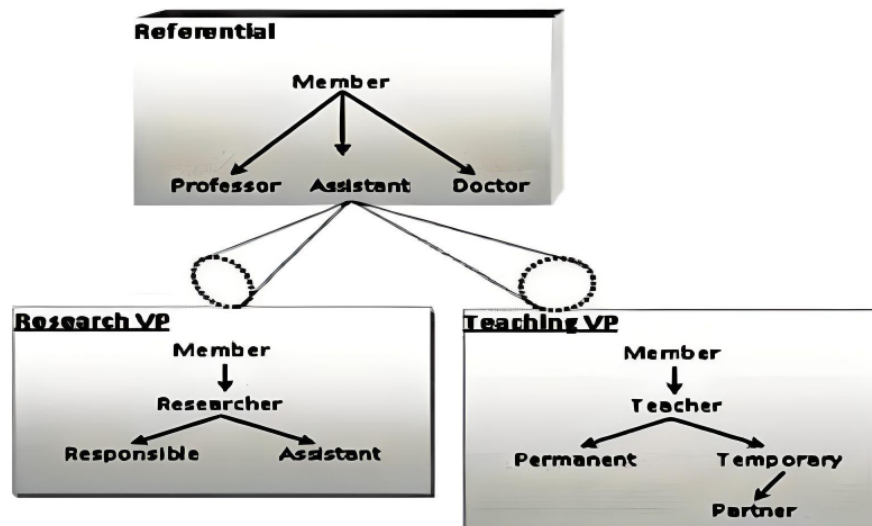 Referential
Member
Professor Assistant Doctor
Research VP
Member
Researcher
Responsible Assistant
Teaching VP
Member
Teacher
Permanent Temporary
Partner